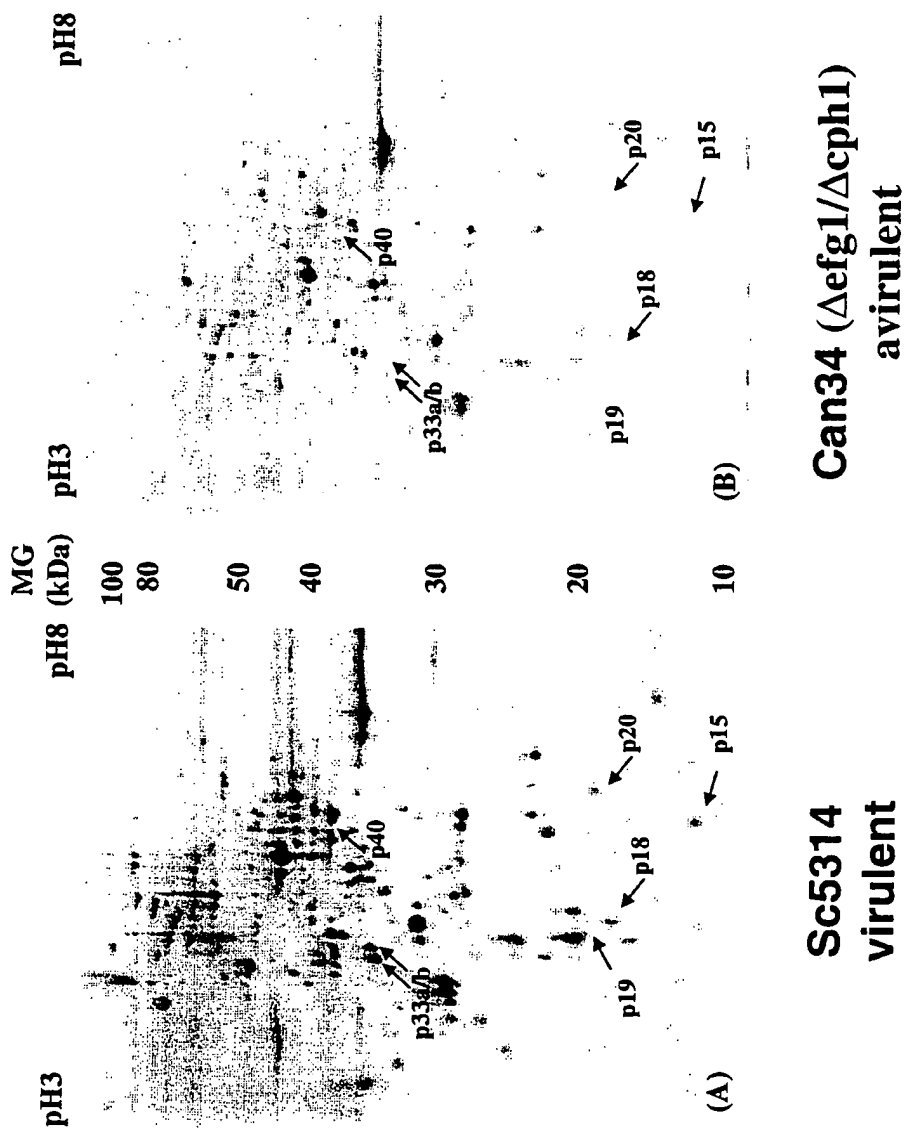 pH3
pH8
MG
(kDa)
100
80
50
40
30
20
10
p40
p33a/b
p20
p15
p18
p19
(A)
Sc5314
virulent
pH3
pH8
p40
p33a/b
p20
p15
p18
p19
(B)
Can34 (Δefg1/Δcph1)
avirulent